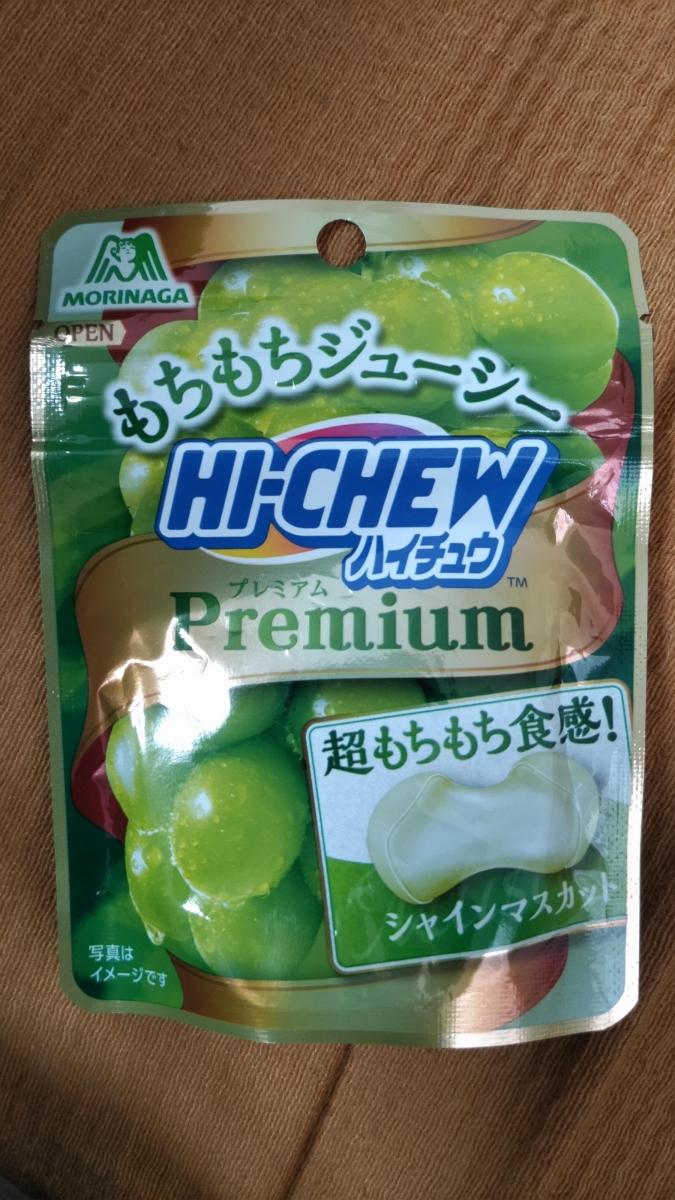 MORINAGA
OPEN
もちもちジューシー
HI-CHEW
ハイチュウ
TM
プレミアム
Premium
超もちもち食感!
シャインマスカット
写真は
イメージです